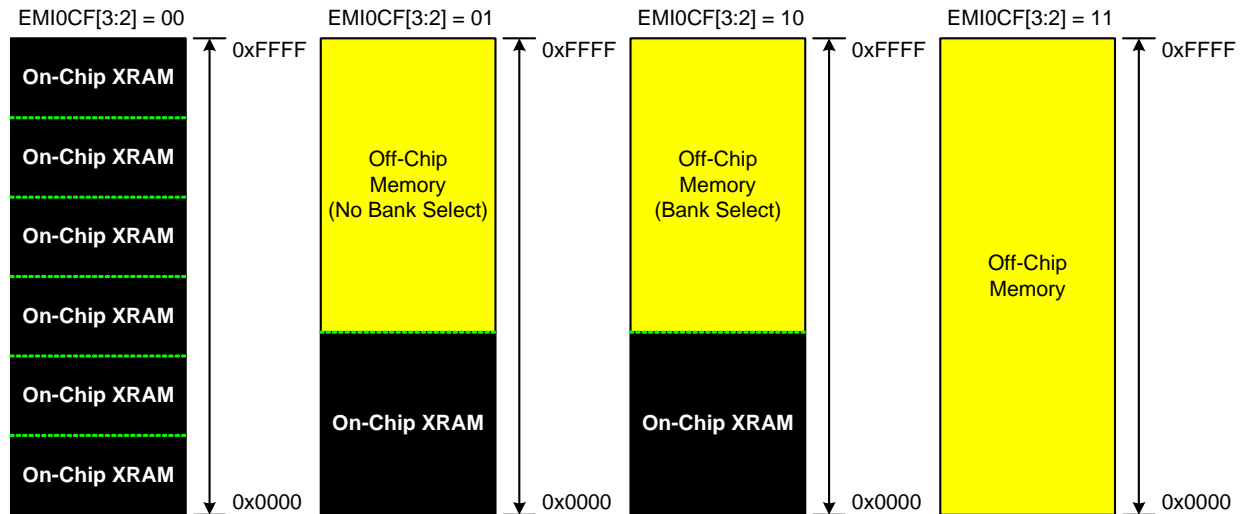 EMI0CF[3:2] = 00
0xFFFF
On-Chip XRAM
On-Chip XRAM
On-Chip XRAM
On-Chip XRAM
On-Chip XRAM
On-Chip XRAM
0x0000
EMI0CF[3:2] = 01
0xFFFF
Off-Chip
Memory
(No Bank Select)
On-Chip XRAM
0x0000
EMI0CF[3:2] = 10
0xFFFF
Off-Chip
Memory
(Bank Select)
On-Chip XRAM
0x0000
EMI0CF[3:2] = 11
0xFFFF
Off-Chip
Memory
0x0000